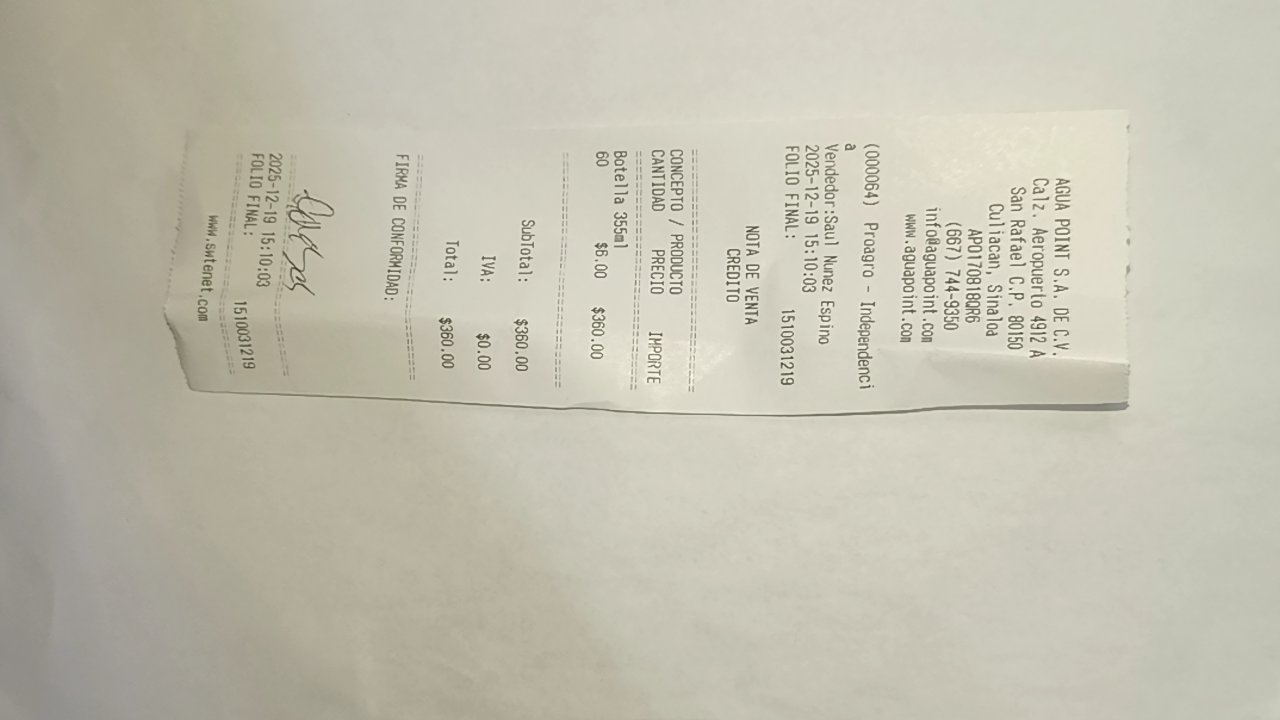 AGUA POINT S.A. DE C.V.
Calz. Aeropuerto 4912 A
San Rafael C.P. 80150
Culiacan, Sinaloa
APO170818QR6
(667) 744-9350
info@aguapoint.com
www.aguapoint.com
(000064) Proagro - Independenci
a
Vendedor:Saul Nunez Espino
2025-12-19 15:10:03
FOLIO FINAL: 1510031219
NOTA DE VENTA
CREDITO
CONCEPTO / PRODUCTO
CANTIDAD PRECIO IMPORTE
Botella 355ml
60 $6.00 $360.00
SubTotal: $360.00
IVA: $0.00
Total: $360.00
FIRMA DE CONFORMIDAD:
2025-12-19 15:10:03
FOLIO FINAL: 1510031219
www.swtenet.com